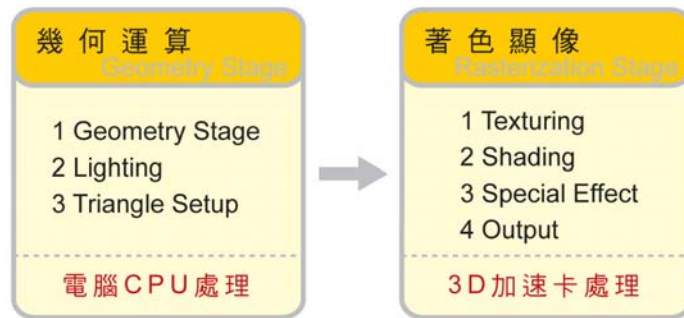 幾何運算
Geometry Stage
1 Geometry Stage
2 Lighting
3 Triangle Setup
電腦CPU處理
著色顯像
Rasterization Stage
1 Texturing
2 Shading
3 Special Effect
4 Output
3D加速卡處理